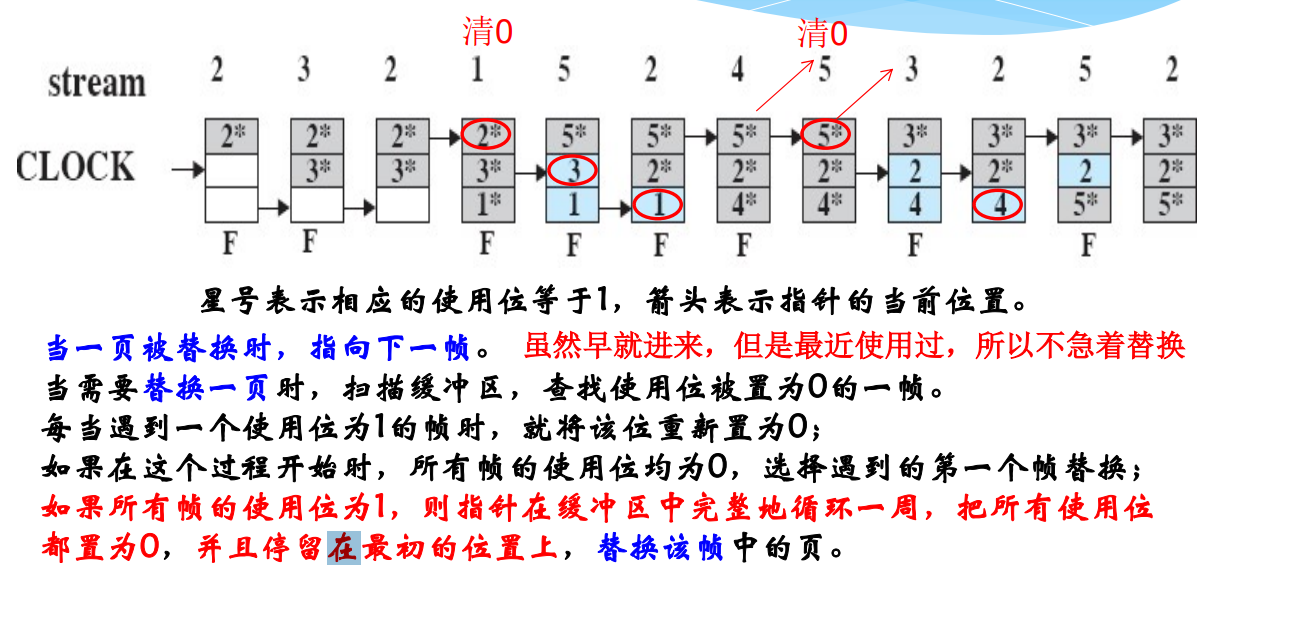 清0 清0
stream 2 3 2 1 5 2 4 5 3 2 5 2
CLOCK 2* 2* 2* 2* 5* 5* 5* 5* 3* 3* 3* 3*
3* 3* 3* 3 2* 2* 2* 2 2* 2 2*
1* 1 1 4* 4* 4 4 5* 5*
F F F F F F F F
星号表示相应的使用位等于1，箭头表示指针的当前位置。
当一页被替换时，指向下一帧。 虽然早就进来，但是最近使用过，所以不急着替换
当需要替换一页时，扫描缓冲区，查找使用位被置为0的一帧。
每当遇到一个使用位为1的帧时，就将该位重新置为0；
如果在这个过程开始时，所有帧的使用位均为0，选择遇到的第一个帧替换；
如果所有帧的使用位为1，则指针在缓冲区中完整地循环一周，把所有使用位
都置为0，并且停留在最初的位置上，替换该帧中的页。